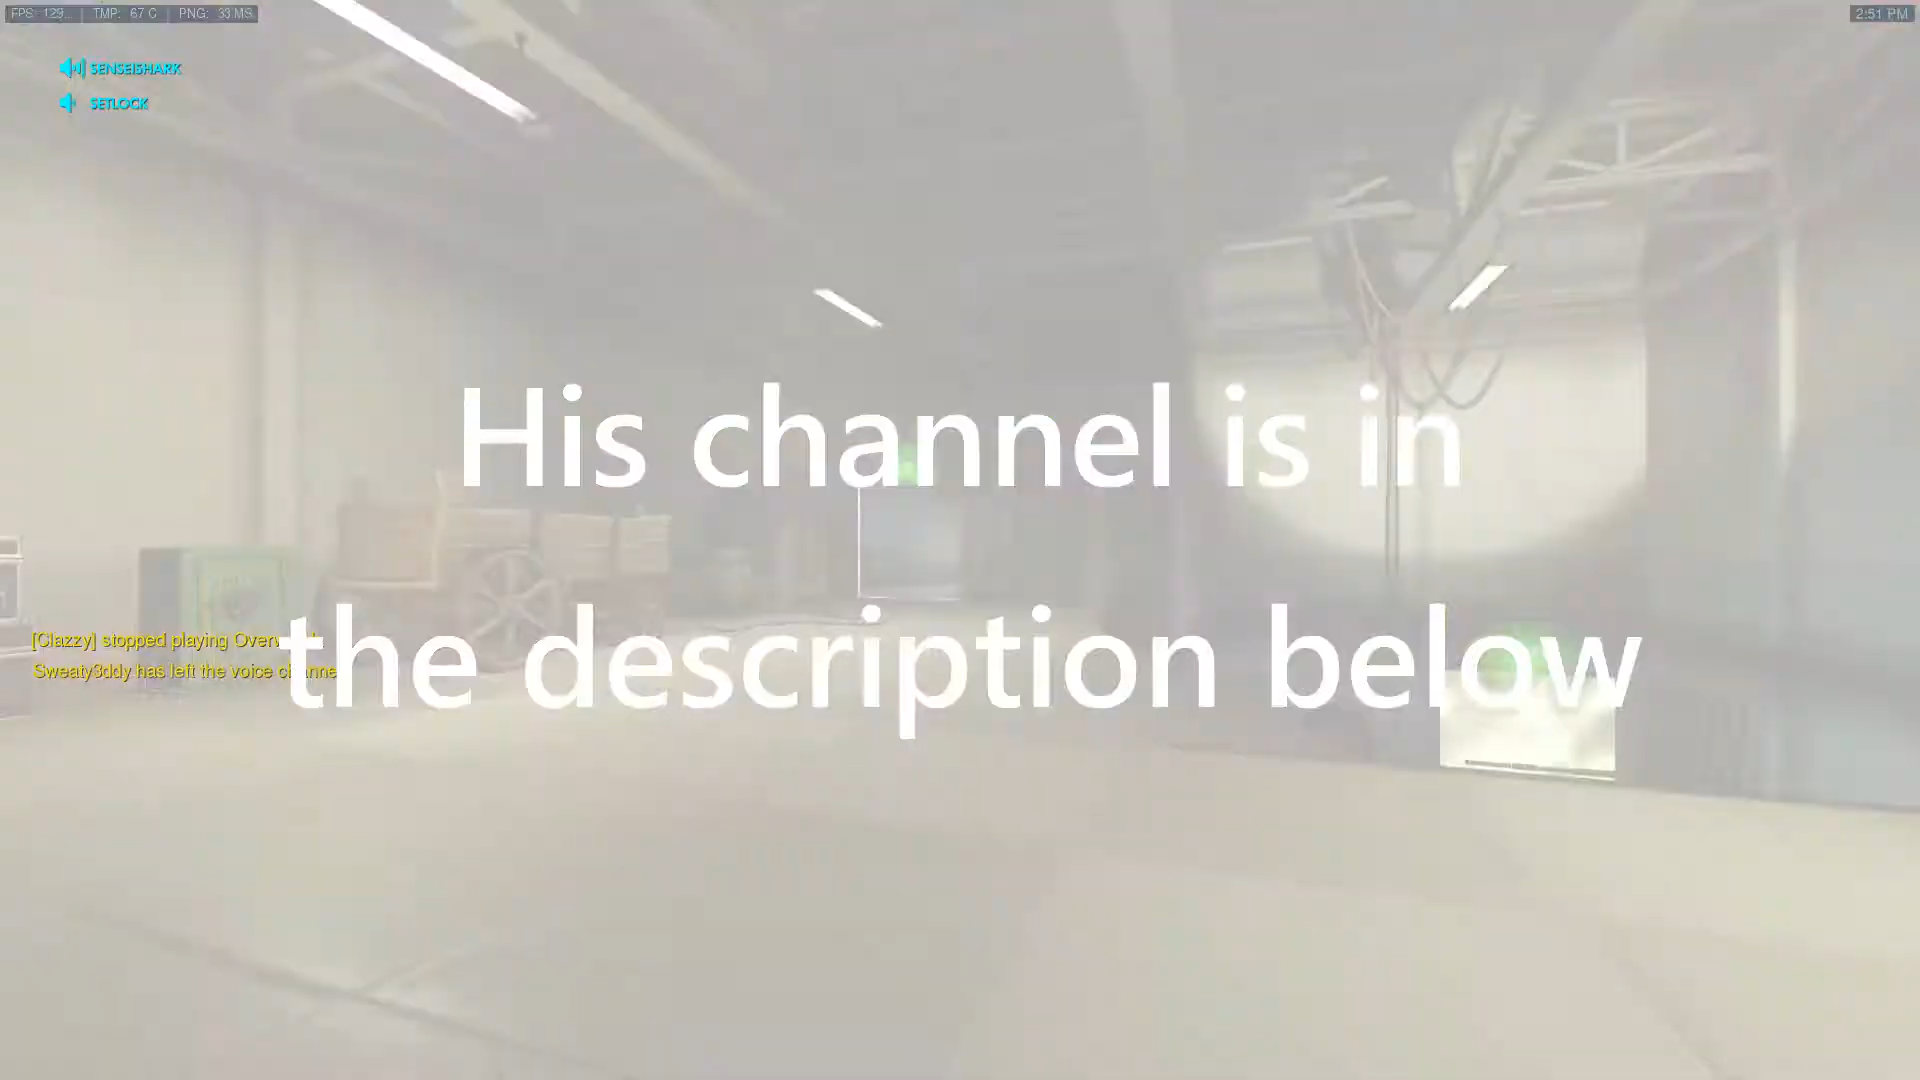 FPS: 129... | TMP: 67 C | PNG: 33 MS
2:51 PM
SENSEISHARK
SETLOCK
His channel is in
the description below
[Clazzy] stopped playing
Sweaty3ddy has left the voice